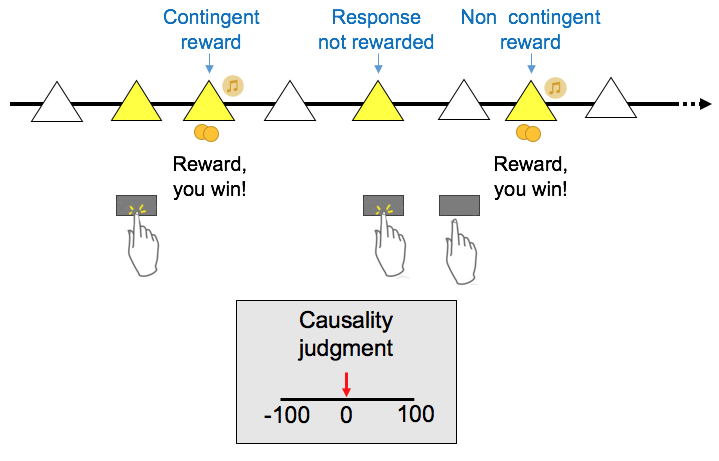 Contingent
reward
Response
not rewarded
Non contingent
reward
Reward,
you win!
Reward,
you win!
Causality
judgment
-100 0 100